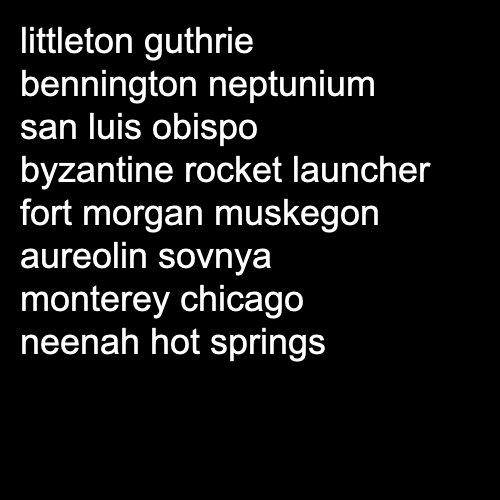 littleton guthrie
bennington neptunium
san luis obispo
byzantine rocket launcher
fort morgan muskegon
aureolin sovnya
monterey chicago
neenah hot springs